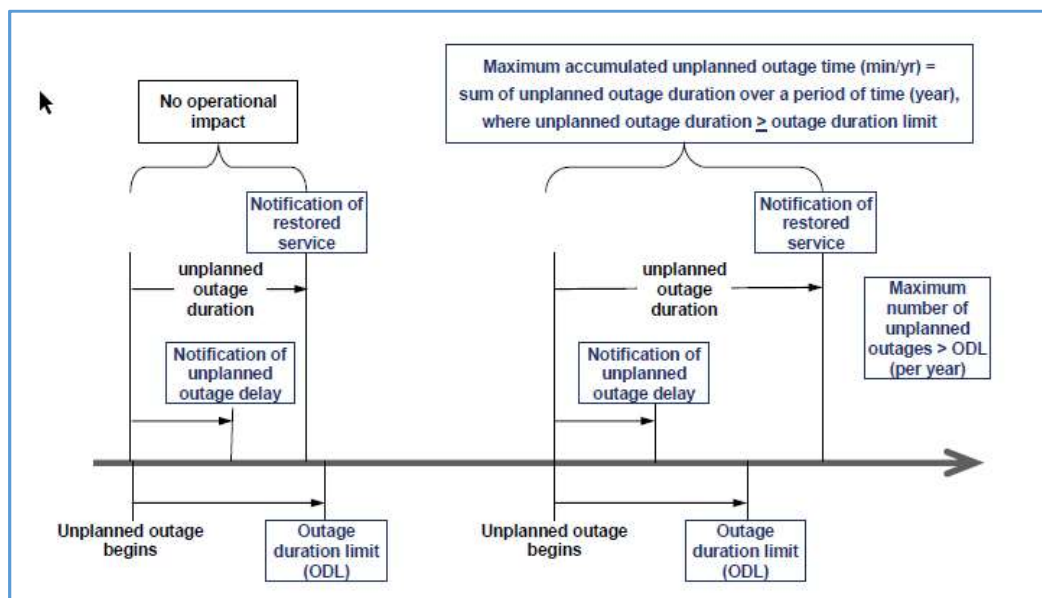 No operational
impact
Maximum accumulated unplanned outage time (min/yr) =
sum of unplanned outage duration over a period of time (year),
where unplanned outage duration ≥ outage duration limit
Notification of
restored
service
unplanned
outage
duration
Notification of
unplanned
outage delay
Notification of
restored
service
unplanned
outage
duration
Notification of
unplanned
outage delay
Maximum
number of
unplanned
outages > ODL
(per year)
Unplanned outage
begins
Outage
duration limit
(ODL)
Unplanned outage
begins
Outage
duration limit
(ODL)